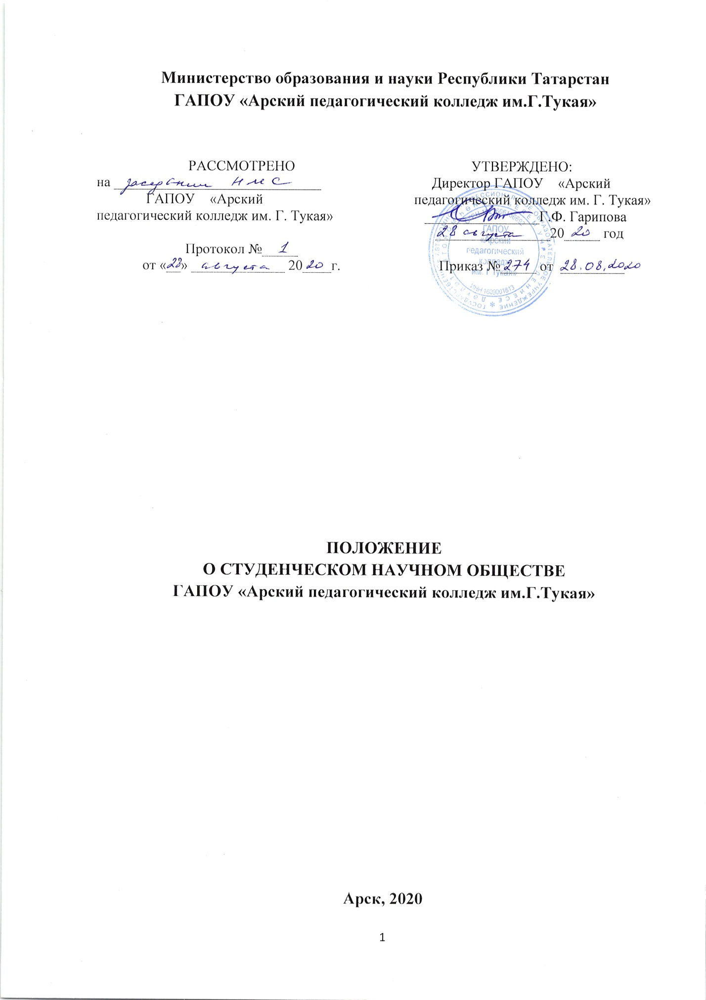 Министерство образования и науки Республики Татарстан
ГАПОУ «Арский педагогический колледж им.Г.Тукая»
РАССМОТРЕНО
на заседании НМС
ГАПОУ «Арский
педагогический колледж им. Г. Тукая»
Протокол № 1
от «28» августа 2020г.
УТВЕРЖДЕНО:
Директор ГАПОУ «Арский
педагогический колледж им. Г. Тукая»
Г.Ф. Гарипова
28 августа 2020 год
Приказ № 274 от 28.08.2020
ГАПОУ
«Арский
педагогический
колледж
им. Г Тукая»
ИНН 1609001813
ПОЛОЖЕНИЕ
О СТУДЕНЧЕСКОМ НАУЧНОМ ОБЩЕСТВЕ
ГАПОУ «Арский педагогический колледж им.Г.Тукая»
Арск, 2020
1